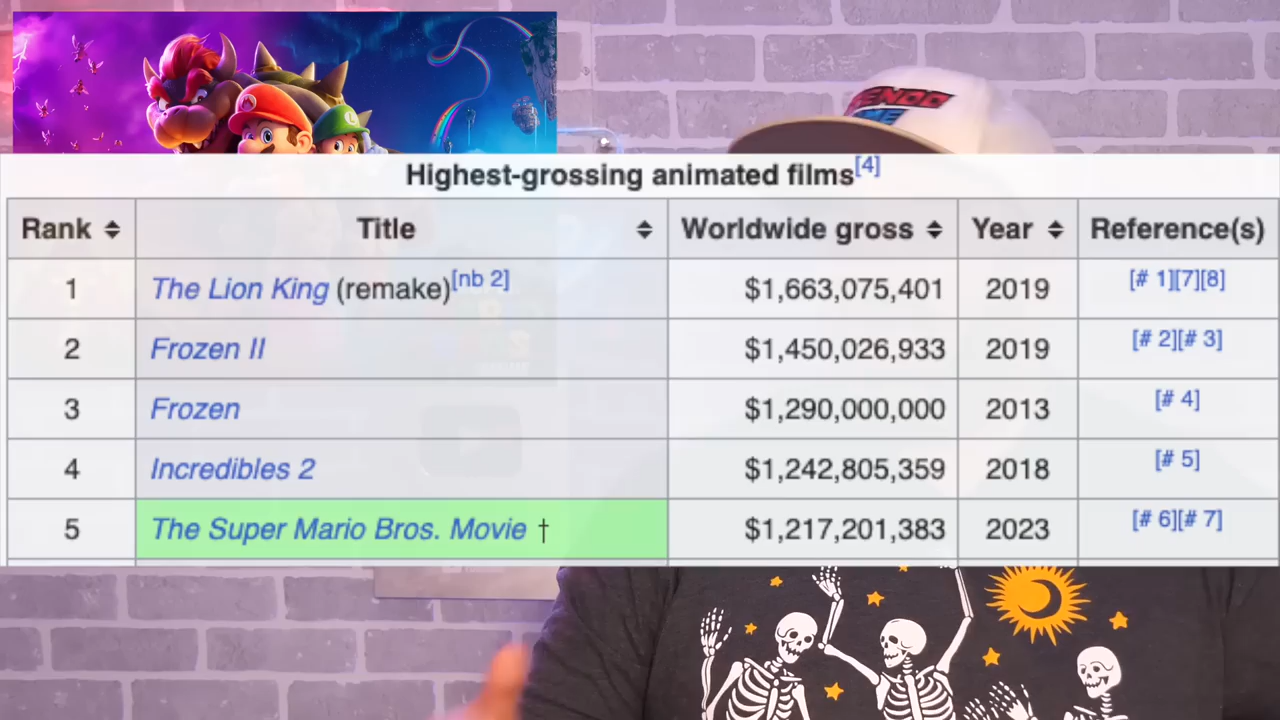 Highest-grossing animated films[4]
Rank Title Worldwide gross Year Reference(s)
1 The Lion King (remake)[nb 2] $1,663,075,401 2019 [# 1][7][8]
2 Frozen II $1,450,026,933 2019 [# 2][# 3]
3 Frozen $1,290,000,000 2013 [# 4]
4 Incredibles 2 $1,242,805,359 2018 [# 5]
5 The Super Mario Bros. Movie † $1,217,201,383 2023 [# 6][# 7]